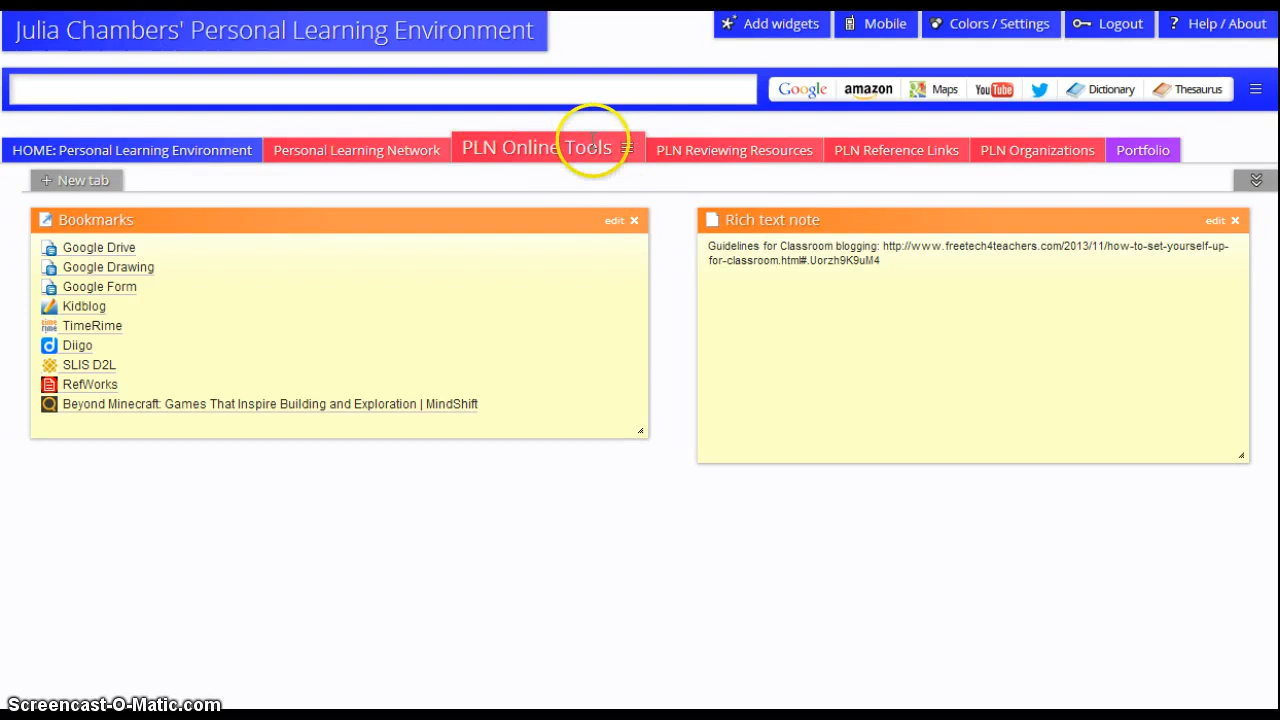 Julia Chambers' Personal Learning Environment
Add widgets
Mobile
Colors / Settings
Logout
? Help / About
Google
amazon
Maps
YouTube
Dictionary
Thesaurus
HOME: Personal Learning Environment
Personal Learning Network
PLN Online Tools
PLN Reviewing Resources
PLN Reference Links
PLN Organizations
Portfolio
+ New tab
Bookmarks
edit ×
Google Drive
Google Drawing
Google Form
Kidblog
TimeRime
Diigo
SLIS D2L
RefWorks
Beyond Minecraft: Games That Inspire Building and Exploration | MindShift
Rich text note
edit ×
Guidelines for Classroom blogging: http://www.freetech4teachers.com/2013/11/how-to-set-yourself-up-
for-classroom.html#.Uorzh9K9uM4
Screencast-O-Matic.com